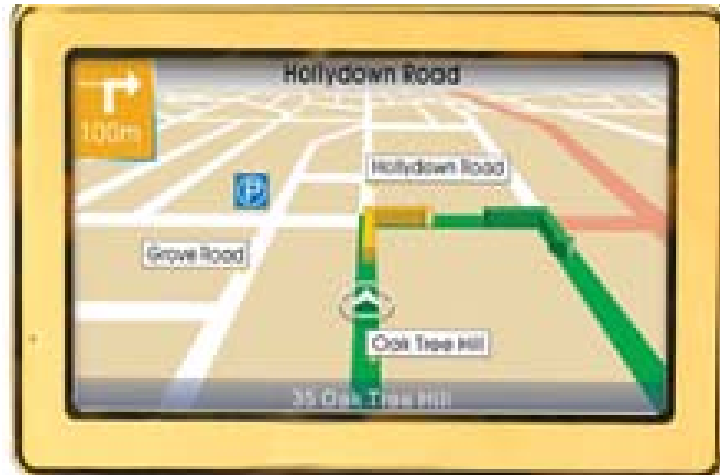 Hollydown Road
100m
Hollydown Road
P
Grove Road
Oak Tree Hill
35 Oak Tree Hill